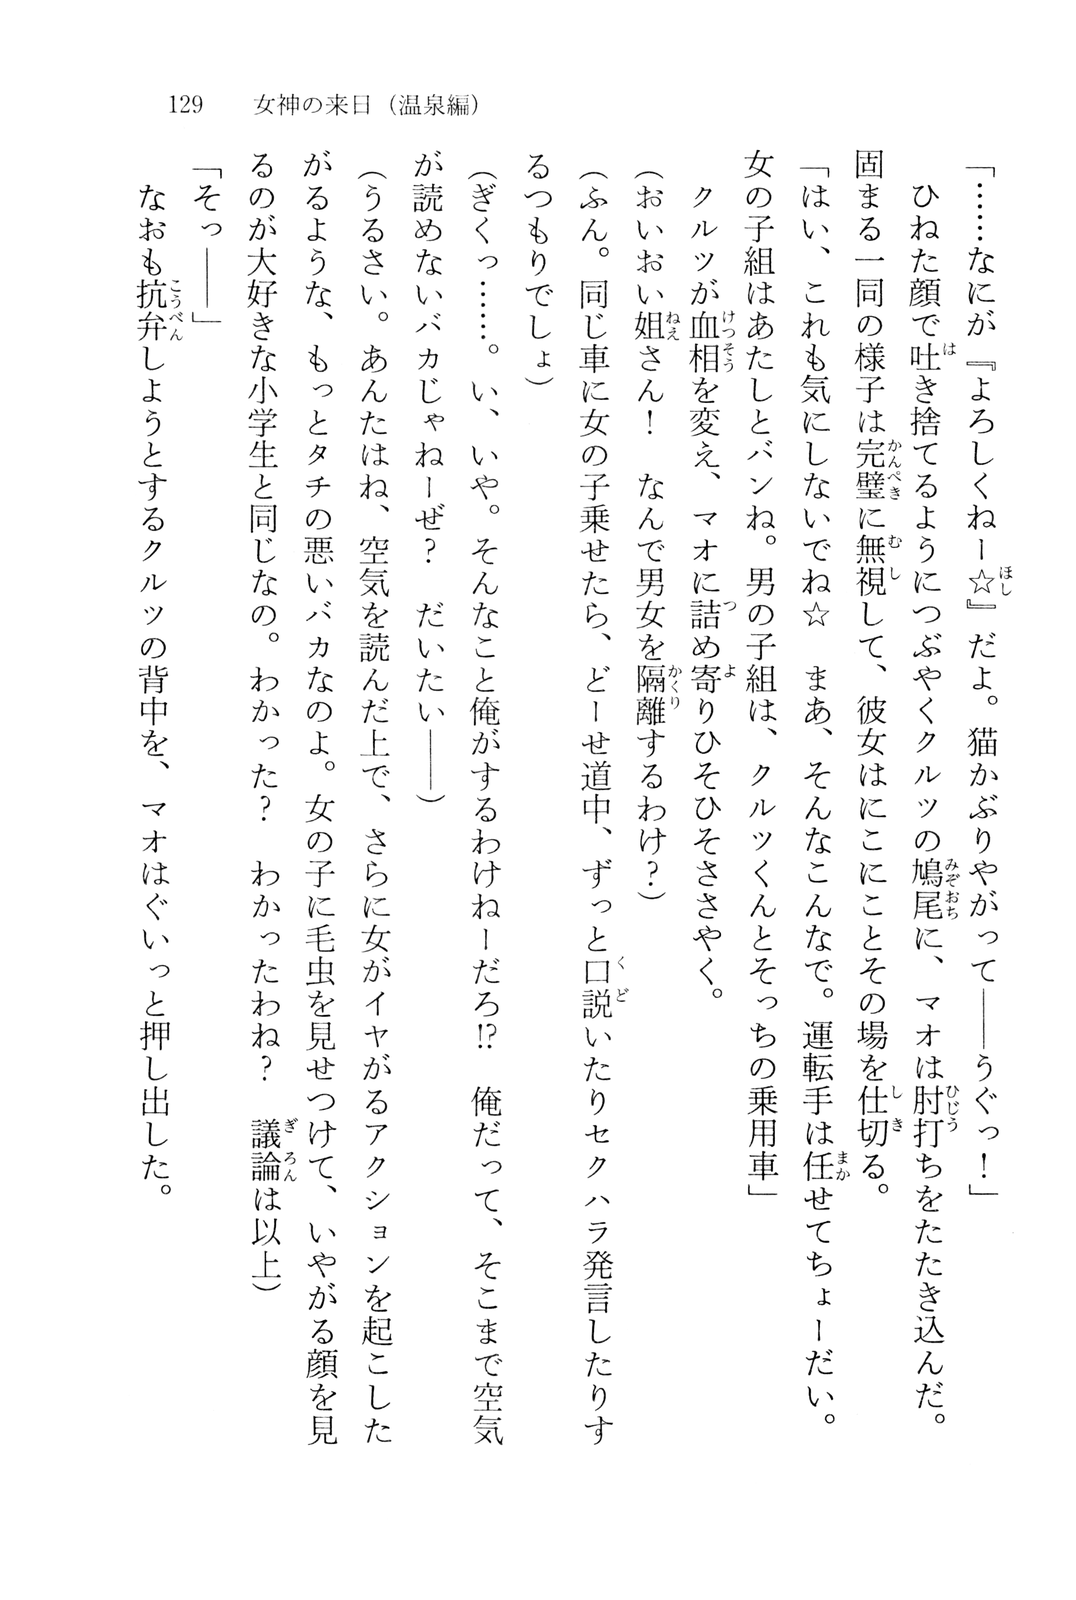 129　女神の来日（温泉編）
「……なにが『よろしくね－☆』だよ。猫かぶりやがって――うぐっ！」
ひねた顔で吐き捨てるようにつぶやくクルツの鳩尾に、マオは肘打ちをたたき込んだ。
固まる一同の様子は完璧に無視して、彼女はにこにことその場を仕切る。
「はい、これも気にしないでね☆　まあ、そんなこんなで。運転手は任せてちょーだい。
女の子組はあたしとバンね。男の子組は、クルツくんとそっちの乗用車」
クルツが血相を変え、マオに詰め寄りひそひそささやく。
（おいおい姐さん！　なんで男女を隔離するわけ？）
（ふん。同じ車に女の子乗せたら、どーせ道中、ずっと口説いたりセクハラ発言したりす
るつもりでしょ）
（ぎくっ……。い、いや。そんなこと俺がするわけねーだろ!?　俺だって、そこまで空気
が読めないバカじゃねーぜ？　だいたい――）
（うるさい。あんたはね、空気を読んだ上で、さらに女がイヤがるアクションを起こした
がるような、もっとタチの悪いバカなのよ。女の子に毛虫を見せつけて、いやがる顔を見
るのが大好きな小学生と同じなの。わかった？　わかったわね？　議論は以上）
「そっ――」
なおも抗弁しようとするクルツの背中を、マオはぐいっと押し出した。